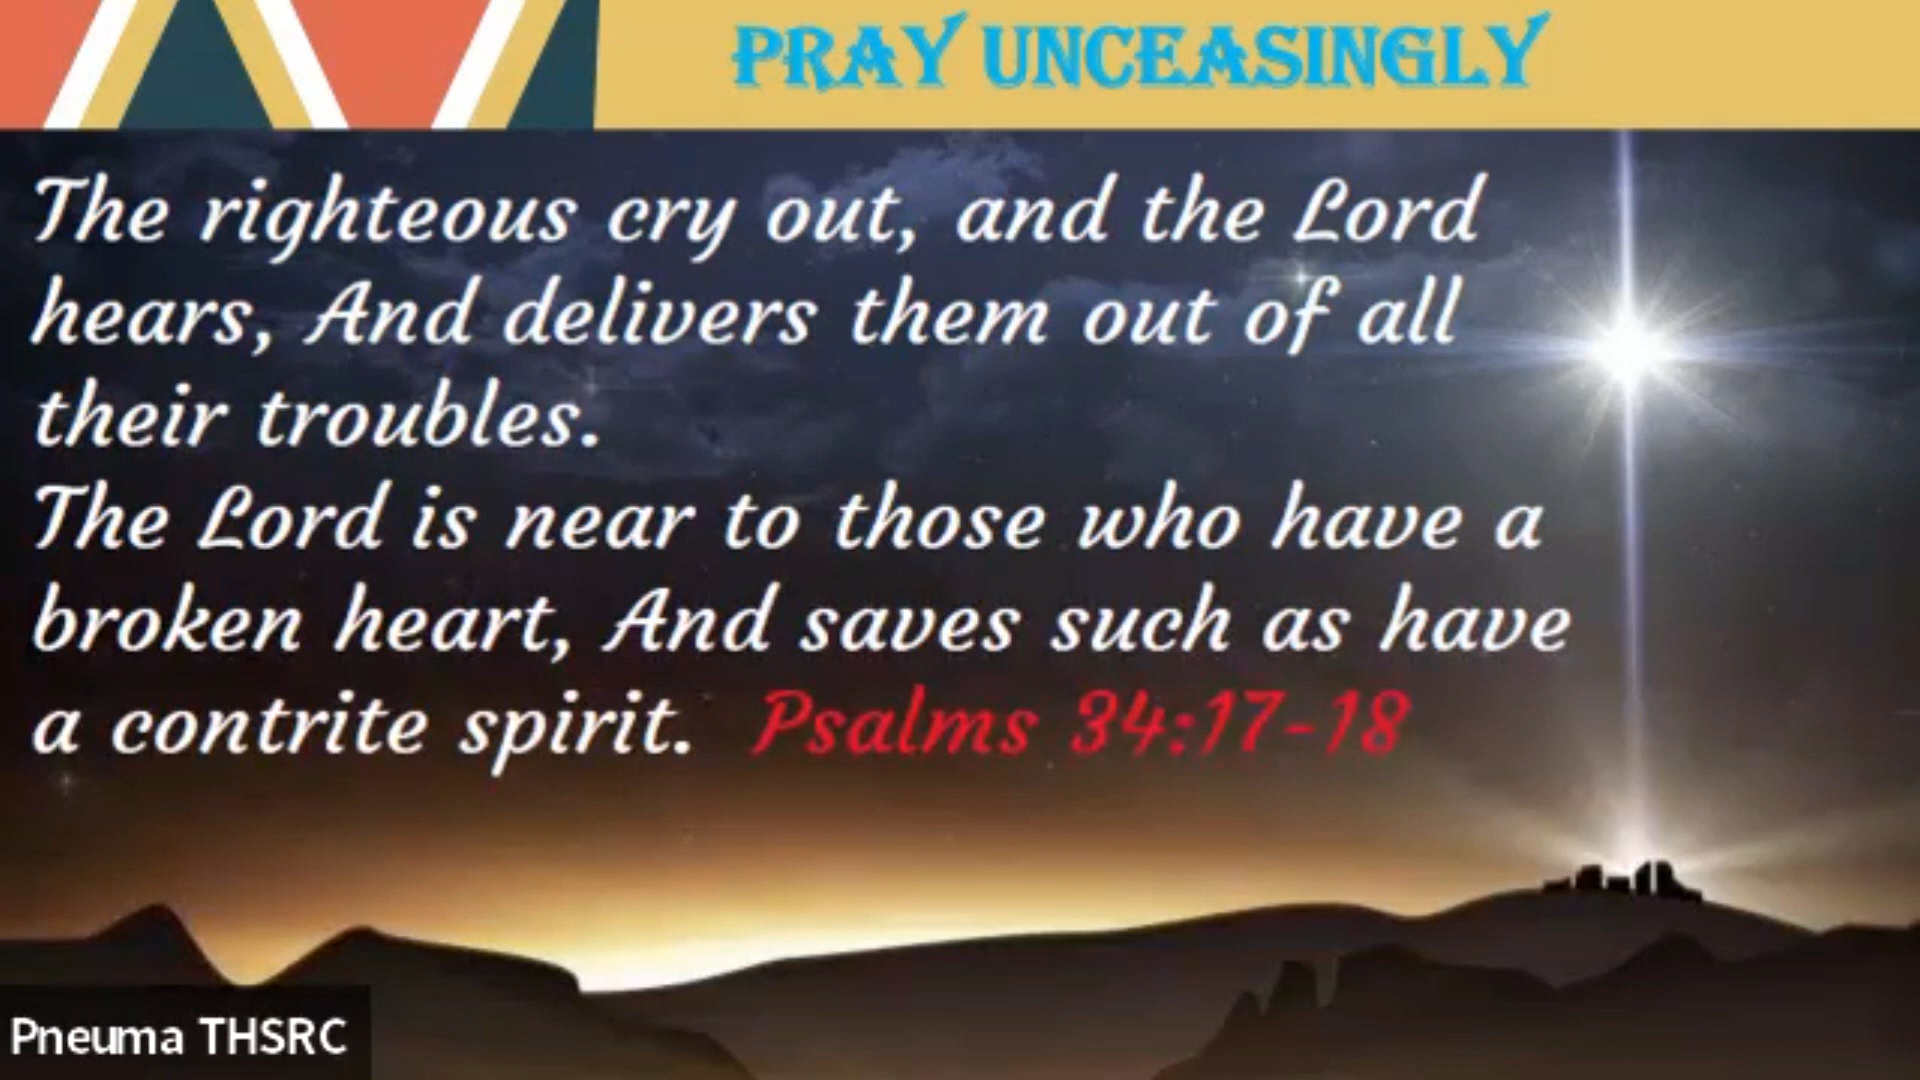 PRAY UNCEASINGLY
The righteous cry out, and the Lord
hears, And delivers them out of all
their troubles.
The Lord is near to those who have a
broken heart, And saves such as have
a contrite spirit. Psalms 34:17-18
Pneuma THSRC